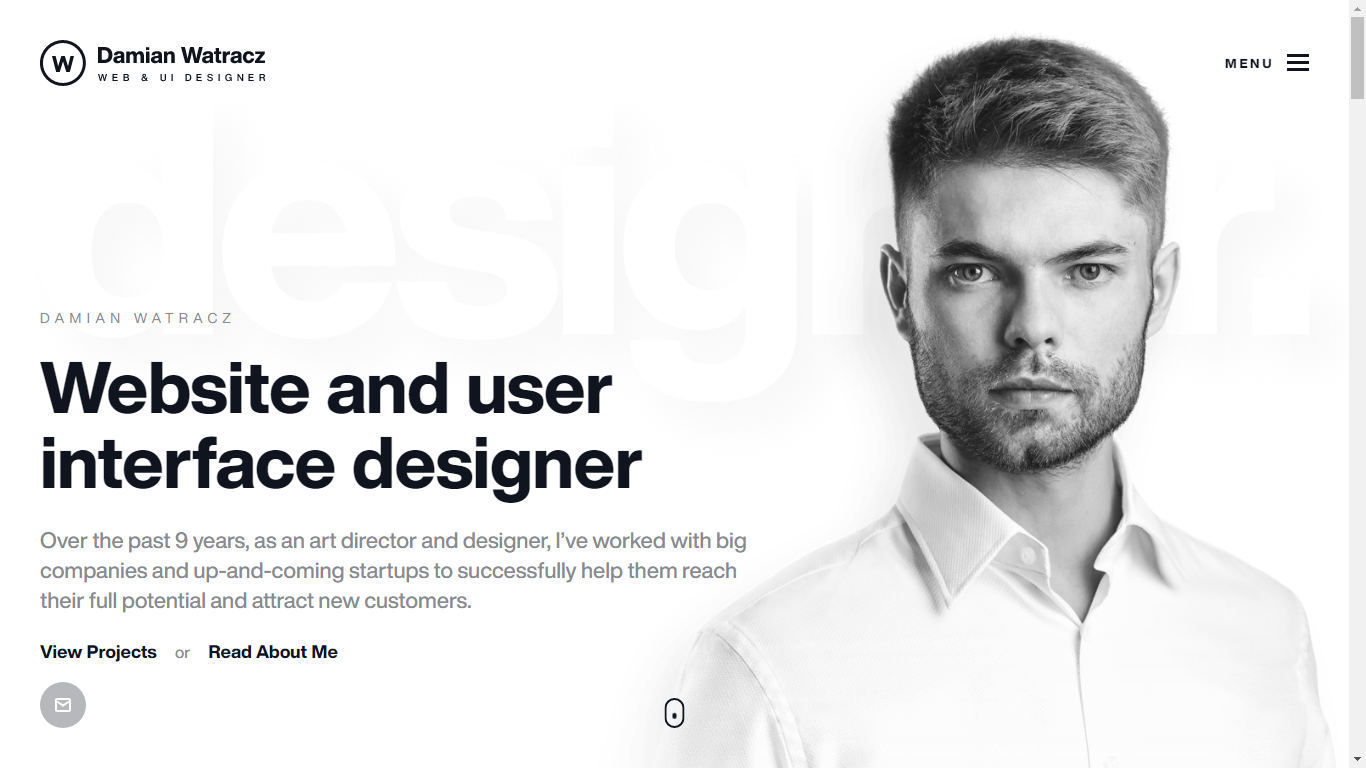 W
Damian Watracz
WEB & UI DESIGNER
MENU
designer.
DAMIAN WATRACZ
Website and user
interface designer
Over the past 9 years, as an art director and designer, I’ve worked with big
companies and up-and-coming startups to successfully help them reach
their full potential and attract new customers.
View Projects or Read About Me